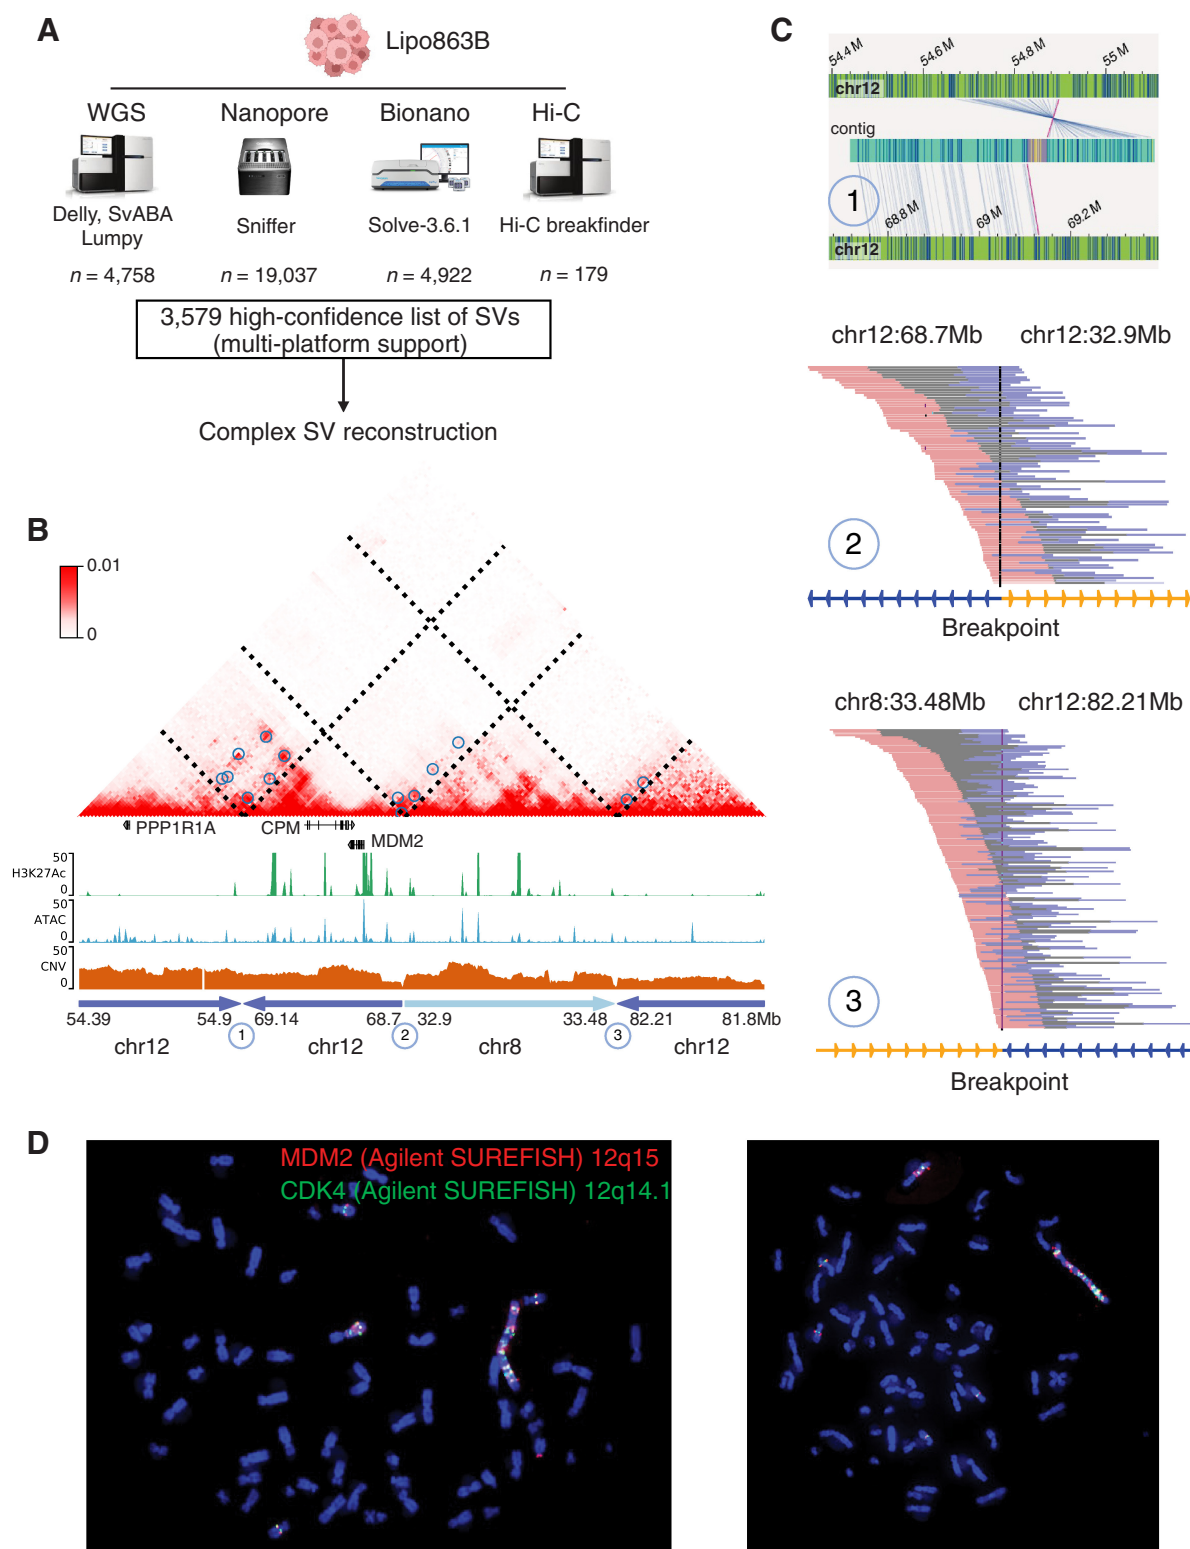 A
Lipo863B
WGS
Nanopore
Bionano
Hi-C
Delly, SvABA
Lumpy
Sniffer
Solve-3.6.1
Hi-C breakfinder
n = 4,758
n = 19,037
n = 4,922
n = 179
3,579 high-confidence list of SVs
(multi-platform support)
Complex SV reconstruction
B
0.01
0
PPP1R1A
CPM
MDM2
50
H3K27Ac
0
50
ATAC
0
50
CNV
0
54.39
54.9
69.14
68.7
32.9
33.48
82.21
81.8Mb
1
2
3
chr12
chr12
chr8
chr12
C
54.4 M
54.6 M
54.8 M
55 M
chr12
contig
1
68.8 M
69 M
69.2 M
chr12
chr12:68.7Mb
chr12:32.9Mb
2
Breakpoint
chr8:33.48Mb
chr12:82.21Mb
3
Breakpoint
D
MDM2 (Agilent SUREFISH) 12q15
CDK4 (Agilent SUREFISH) 12q14.1